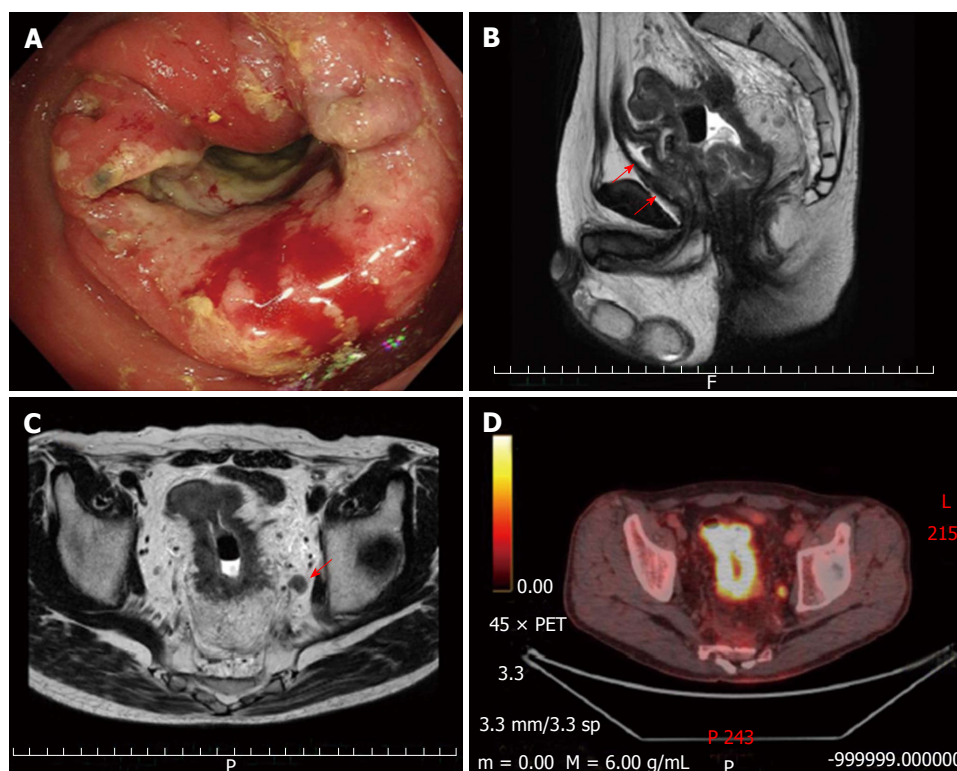 A
B
F
C
P
D
L
215
0.00
45 × PET
3.3
3.3 mm/3.3 sp
P 243
m = 0.00 M = 6.00 g/mL
P
-999999.000000